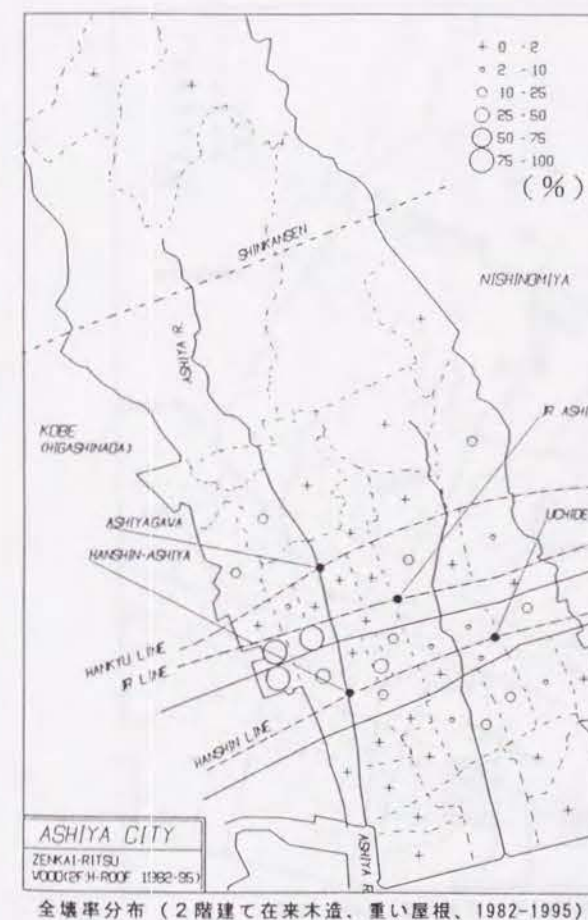 + 0 - 2
○ 2 - 10
○ 10 - 25
○ 25 - 50
○ 50 - 75
○ 75 - 100
(%)
SHINKANSEN
NISHINOMIYA
ASHIYA R.
KOBE
(HIGASHINADA)
JR ASHI
ASHIYAGAVA
UCHIDE
HANSHIN-ASHIYA
HANKYU LINE
JR LINE
HANSHIN LINE
ASHIYA R
ASHIYA CITY
ZENKAI-RITSU
WOOD(2F,H-ROOF 1982-95)
全壊率分布（2階建て在来木造、重い屋根、1982-1995）